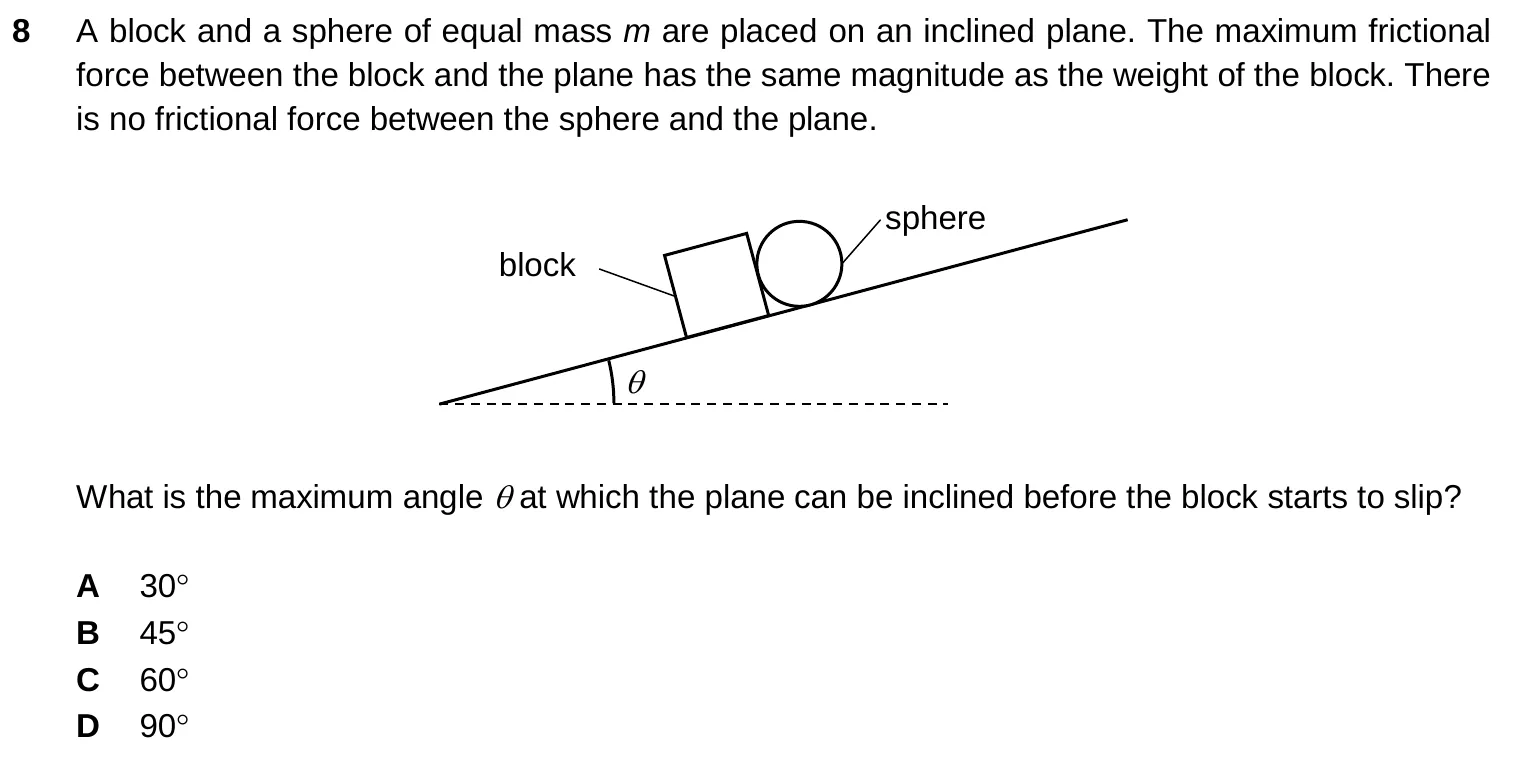 8 A block and a sphere of equal mass m are placed on an inclined plane. The maximum frictional
force between the block and the plane has the same magnitude as the weight of the block. There
is no frictional force between the sphere and the plane.
sphere
block
θ
What is the maximum angle θ at which the plane can be inclined before the block starts to slip?
A 30°
B 45°
C 60°
D 90°